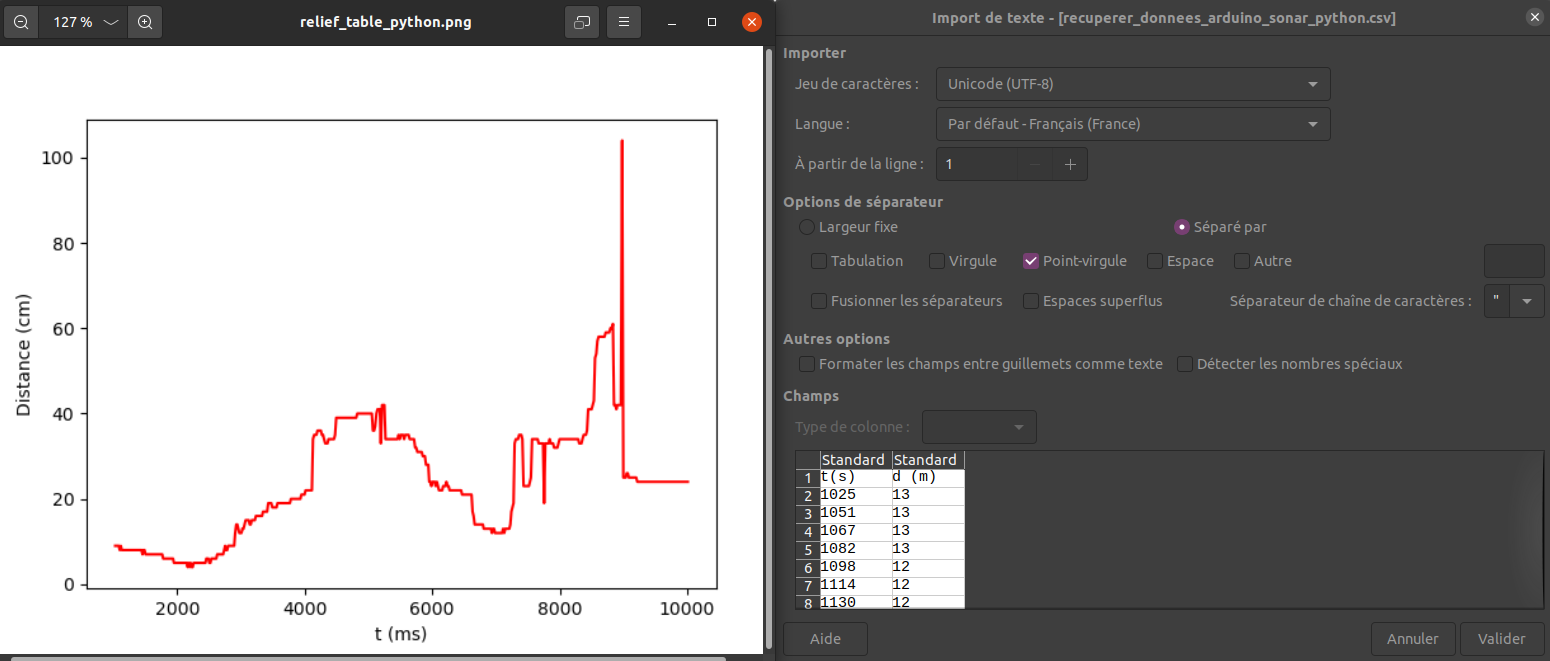 127 %
relief_table_python.png
100
80
60
40
20
0
Distance (cm)
2000 4000 6000 8000 10000
t (ms)
Import de texte - [recuperer_donnees_arduino_sonar_python.csv]
Importer
Jeu de caractères : Unicode (UTF-8)
Langue : Par défaut - Français (France)
À partir de la ligne : 1
Options de séparateur
Largeur fixe Séparé par
Tabulation Virgule Point-virgule Espace Autre
Fusionner les séparateurs Espaces superflus Séparateur de chaîne de caractères : "
Autres options
Formater les champs entre guillemets comme texte Détecter les nombres spéciaux
Champs
Type de colonne :
Standard Standard
1 t(s) d (m)
2 1025 13
3 1051 13
4 1067 13
5 1082 13
6 1098 12
7 1114 12
8 1130 12
Aide Annuler Valider